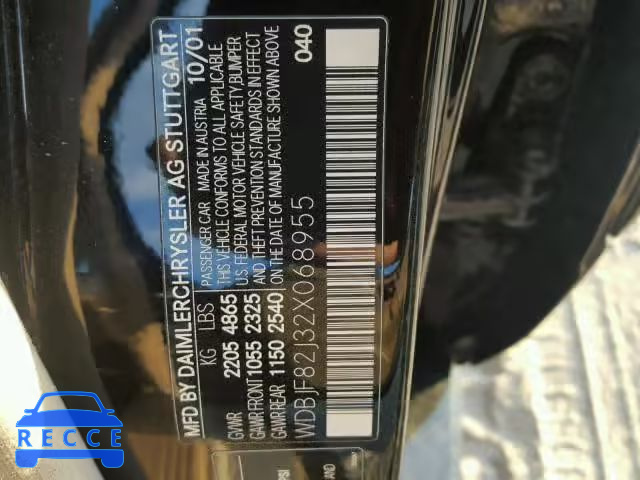 MFD BY DAIMLERCHRYSLER AG STUTTGART 10/01
KG LBS PASSENGER CAR MADE IN AUSTRIA
GVWR 2205 4865 THIS VEHICLE CONFORMS TO ALL APPLICABLE
U.S. FEDERAL MOTOR VEHICLE SAFETY, BUMPER
GAWR FRONT 1055 2325 AND THEFT PREVENTION STANDARDS IN EFFECT
GAWR REAR 1150 2540 ON THE DATE OF MANUFACTURE SHOWN ABOVE
WDBJF82J32X068955 040
RECCE
PSI
AND